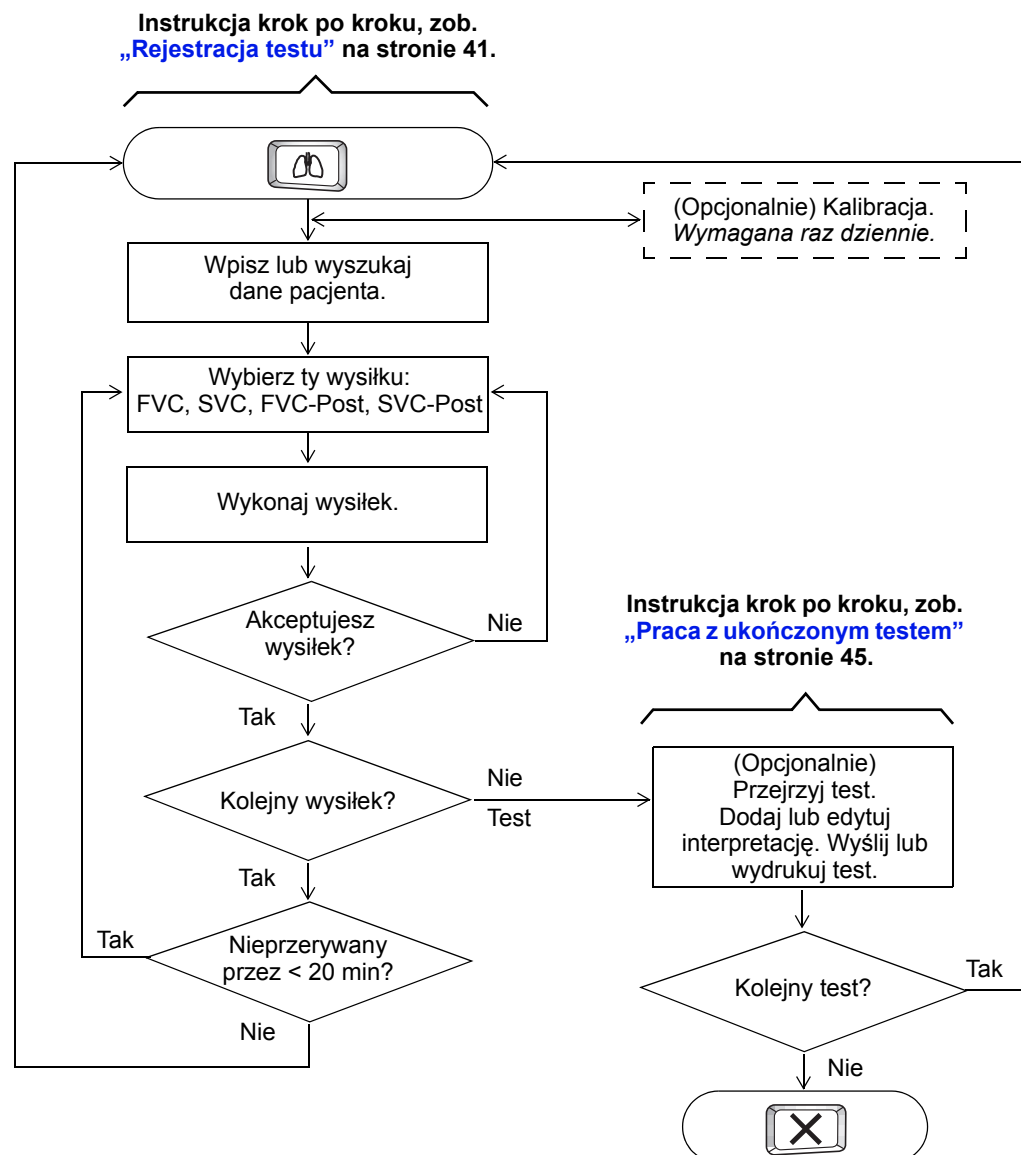 Instrukcja krok po kroku, zob.
„Rejestracja testu” na stronie 41.
(Opcjonalnie) Kalibracja.
Wymagana raz dziennie.
Wpisz lub wyszukaj
dane pacjenta.
Wybierz ty wysiłku:
FVC, SVC, FVC-Post, SVC-Post
Wykonaj wysiłek.
Akceptujesz
wysiłek?
Nie
Tak
Kolejny wysiłek?
Nie
Test
Tak
Nieprzerywany
przez < 20 min?
Tak
Nie
Instrukcja krok po kroku, zob.
„Praca z ukończonym testem”
na stronie 45.
(Opcjonalnie)
Przejrzyj test.
Dodaj lub edytuj
interpretację. Wyślij lub
wydrukuj test.
Kolejny test?
Tak
Nie